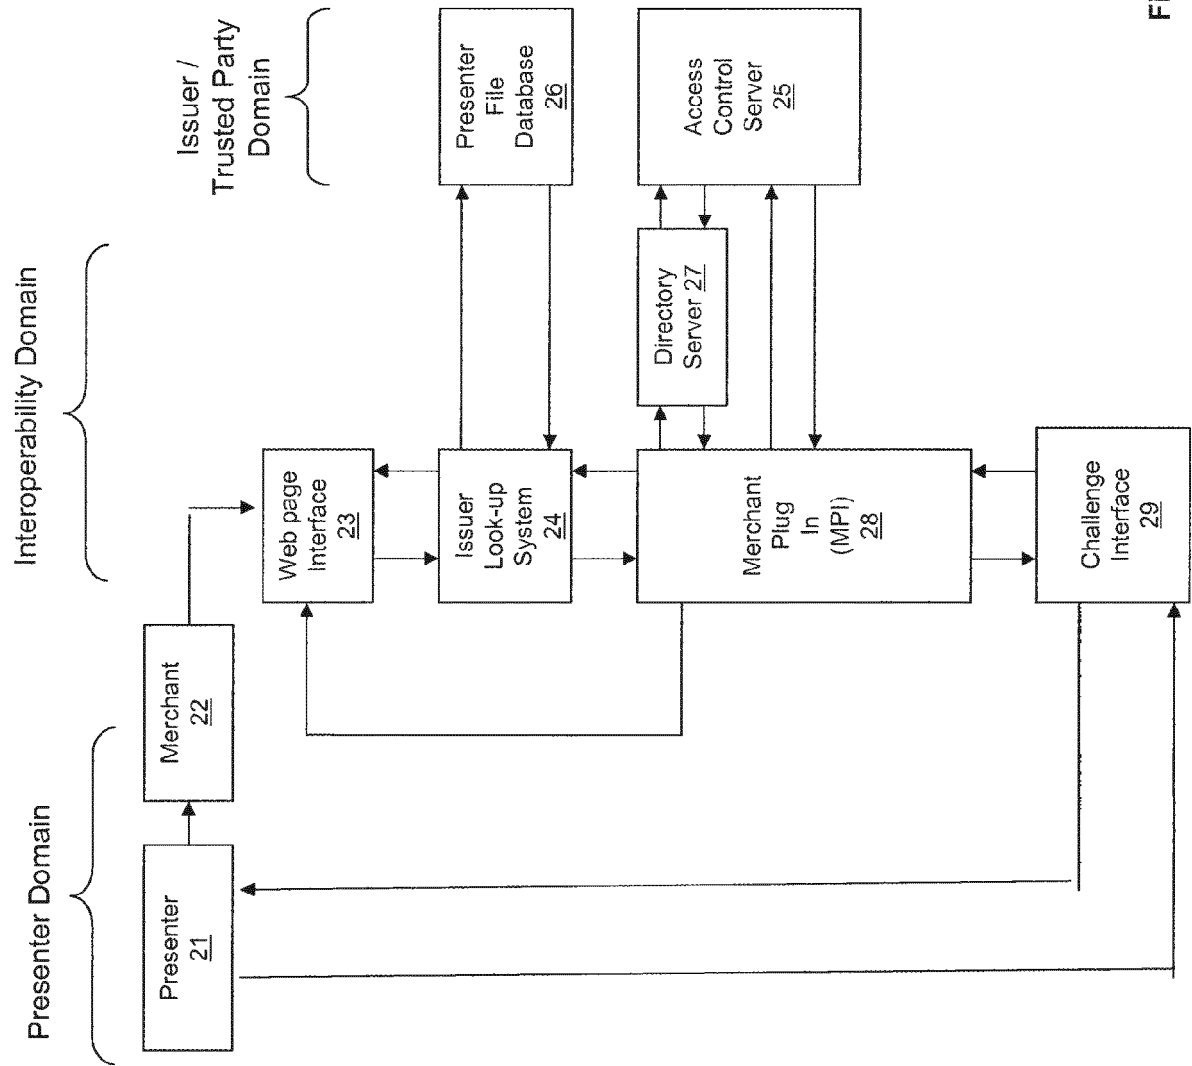 Presenter Domain
Interoperability Domain
Issuer /
Trusted Party
Domain
Presenter
21
Merchant
22
Web page
Interface
23
Issuer
Look-up
System
24
Presenter
File
Database
26
Merchant
Plug
In
(MPI)
28
Directory
Server 27
Access
Control
Server
25
Challenge
Interface
29